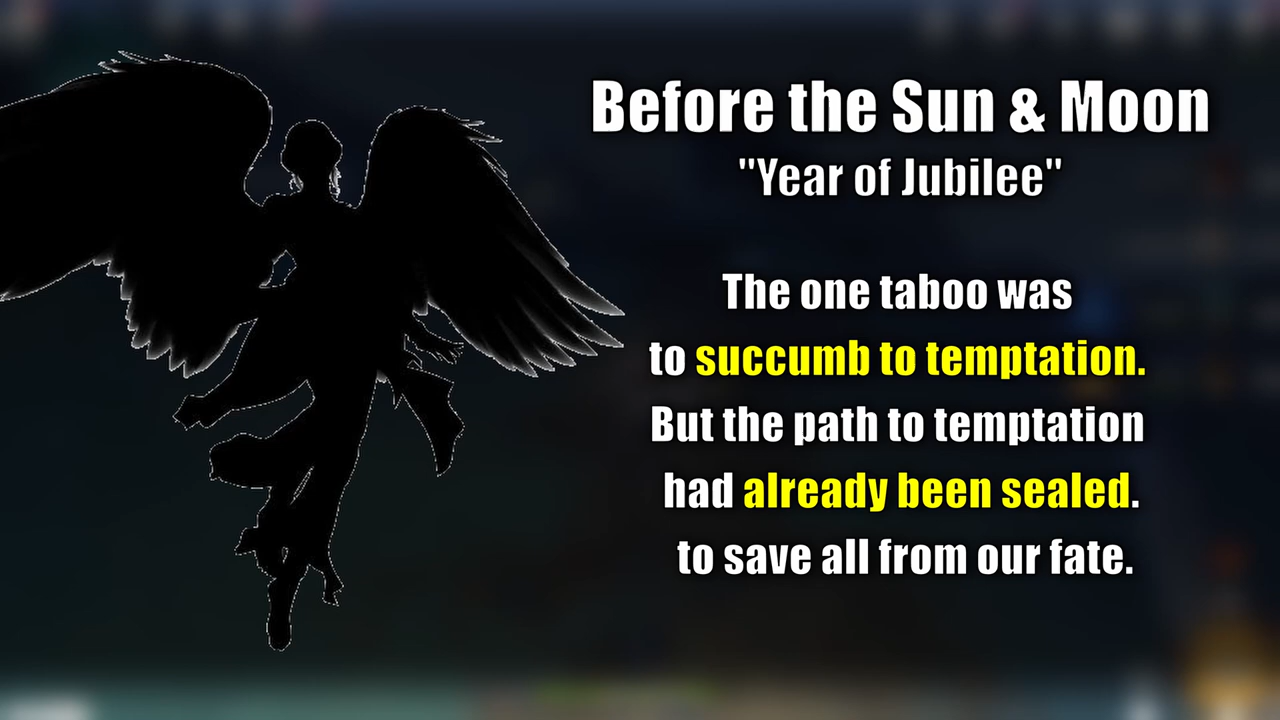 Before the Sun & Moon
"Year of Jubilee"
The one taboo was
to succumb to temptation.
But the path to temptation
had already been sealed.
to save all from our fate.